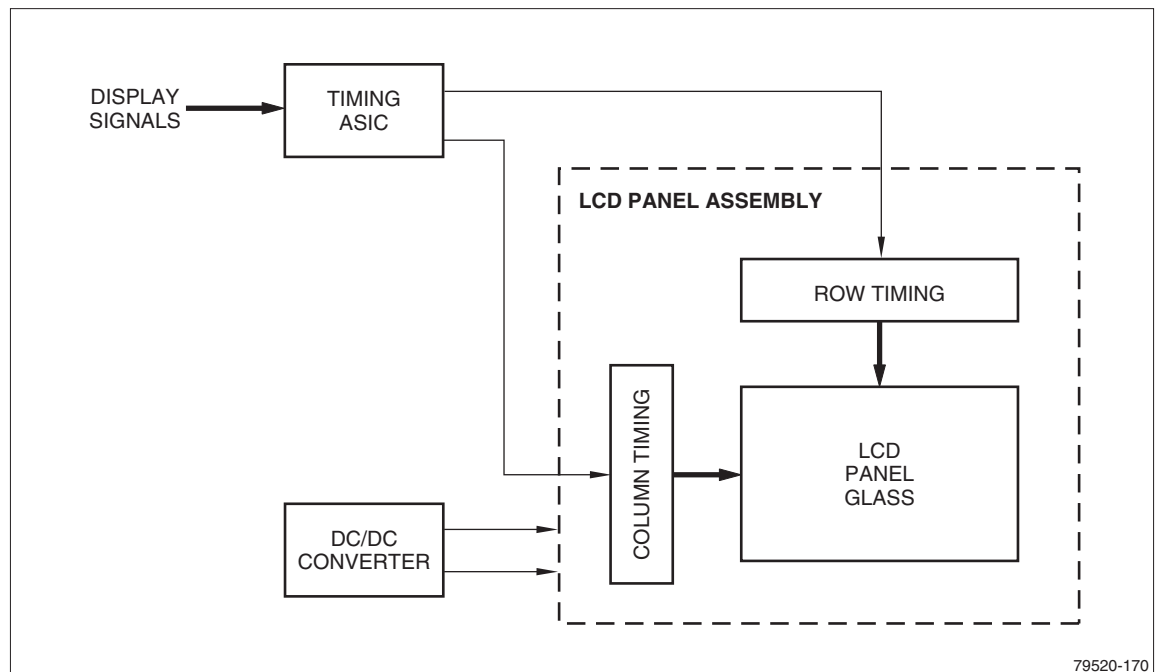 DISPLAY
SIGNALS
TIMING
ASIC
LCD PANEL ASSEMBLY
ROW TIMING
COLUMN TIMING
LCD
PANEL
GLASS
DC/DC
CONVERTER
79520-170